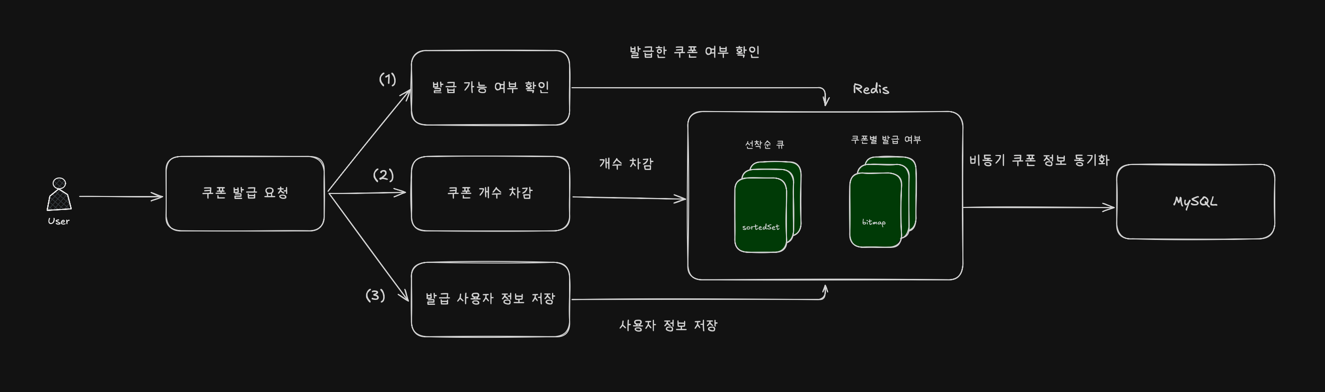 User
쿠폰 발급 요청
(1)
발급 가능 여부 확인
발급한 쿠폰 여부 확인
(2)
쿠폰 개수 차감
개수 차감
(3)
발급 사용자 정보 저장
사용자 정보 저장
Redis
선착순 큐
sortedSet
쿠폰별 발급 여부
bitmap
비동기 쿠폰 정보 동기화
MySQL